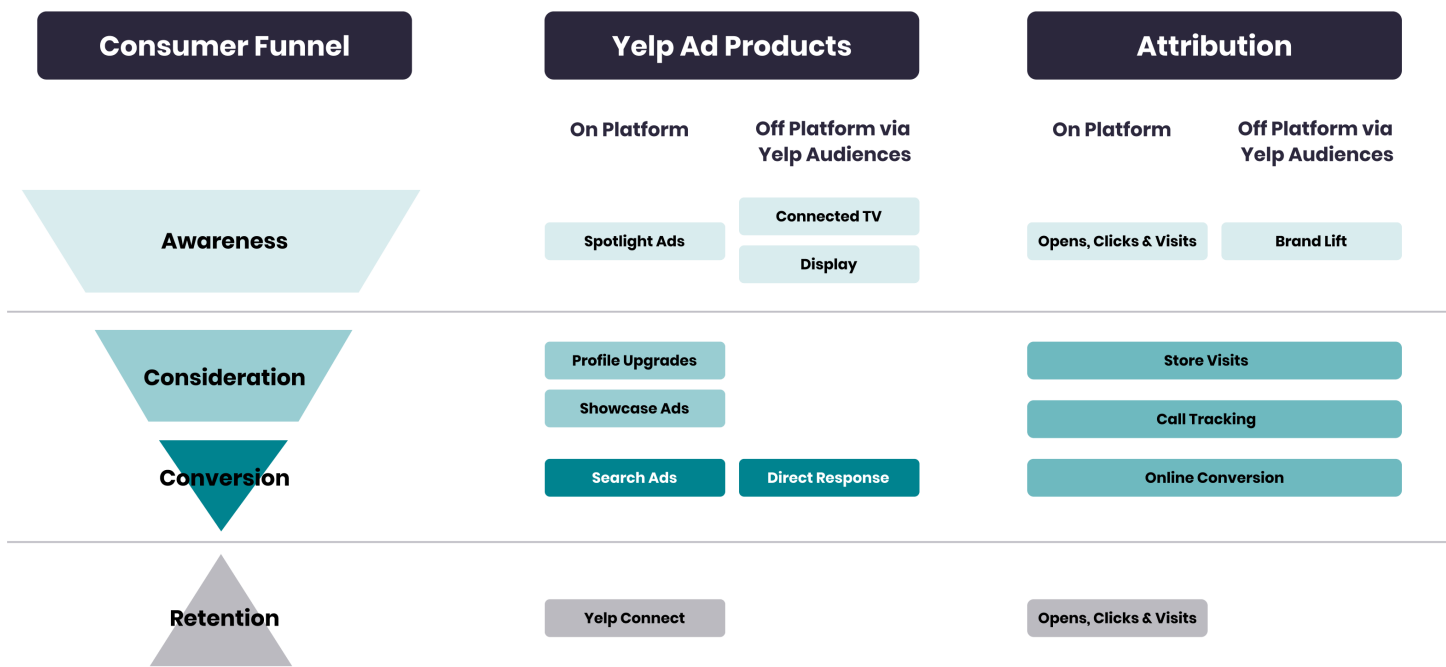 Consumer Funnel
Yelp Ad Products
Attribution
On Platform
Off Platform via
Yelp Audiences
On Platform
Off Platform via
Yelp Audiences
Awareness
Spotlight Ads
Connected TV
Display
Opens, Clicks & Visits
Brand Lift
Consideration
Profile Upgrades
Showcase Ads
Store Visits
Call Tracking
Conversion
Search Ads
Direct Response
Online Conversion
Retention
Yelp Connect
Opens, Clicks & Visits